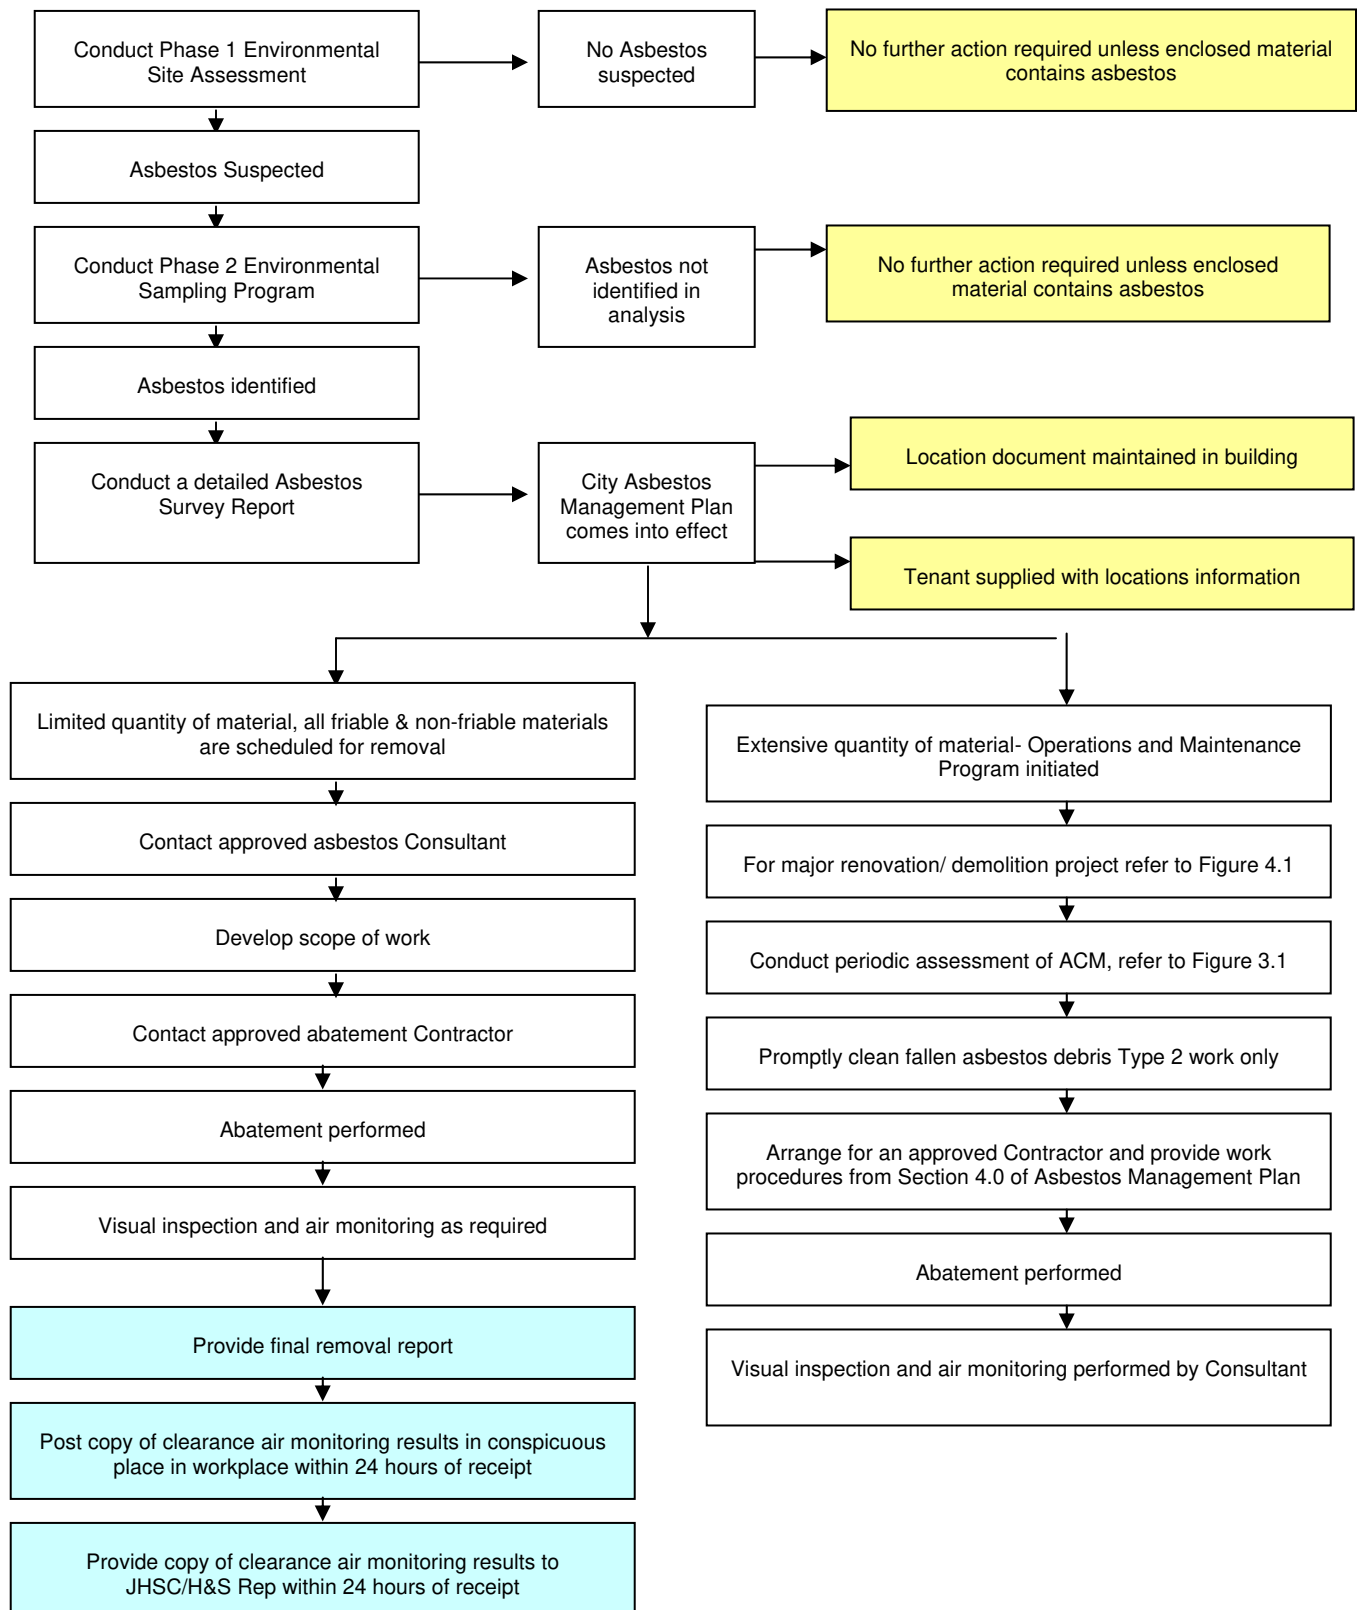 Conduct Phase 1 Environmental
Site Assessment
No Asbestos
suspected
No further action required unless enclosed material
contains asbestos
Asbestos Suspected
Conduct Phase 2 Environmental
Sampling Program
Asbestos not
identified in
analysis
No further action required unless enclosed
material contains asbestos
Asbestos identified
Conduct a detailed Asbestos
Survey Report
City Asbestos
Management Plan
comes into effect
Location document maintained in building
Tenant supplied with locations information
Limited quantity of material, all friable & non-friable materials
are scheduled for removal
Contact approved asbestos Consultant
Develop scope of work
Contact approved abatement Contractor
Abatement performed
Visual inspection and air monitoring as required
Provide final removal report
Post copy of clearance air monitoring results in conspicuous
place in workplace within 24 hours of receipt
Provide copy of clearance air monitoring results to
JHSC/H&S Rep within 24 hours of receipt
Extensive quantity of material- Operations and Maintenance
Program initiated
For major renovation/ demolition project refer to Figure 4.1
Conduct periodic assessment of ACM, refer to Figure 3.1
Promptly clean fallen asbestos debris Type 2 work only
Arrange for an approved Contractor and provide work
procedures from Section 4.0 of Asbestos Management Plan
Abatement performed
Visual inspection and air monitoring performed by Consultant